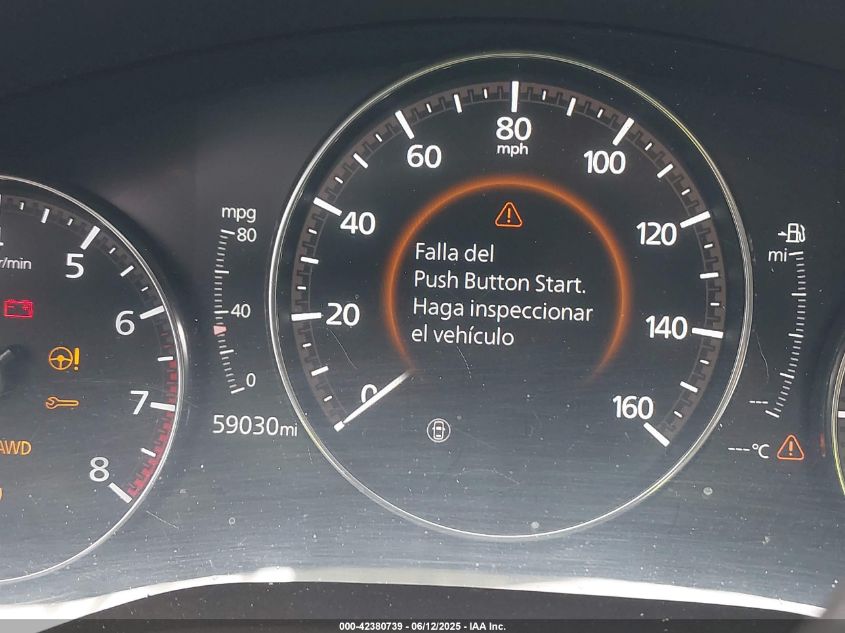 80
mph
60
100
mpg
80
40
120
5
r/min
Falla del
Push Button Start.
Haga inspeccionar
el vehículo
mi
40
20
140
6
0
0
7
160
59030mi
AWD
8
---
---°C
000-42380739 - 06/12/2025 - IAA Inc.